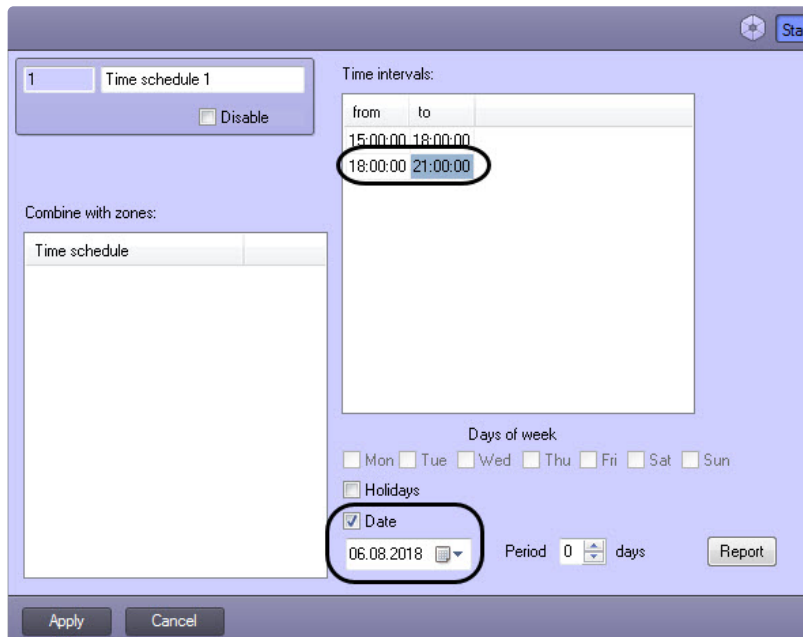 Sta
1 Time schedule 1
Disable
Time intervals:
from to
15:00:00 18:00:00
18:00:00 21:00:00
Combine with zones:
Time schedule
Days of week
Mon Tue Wed Thu Fri Sat Sun
Holidays
Date
06.08.2018 Period 0 days Report
Apply Cancel